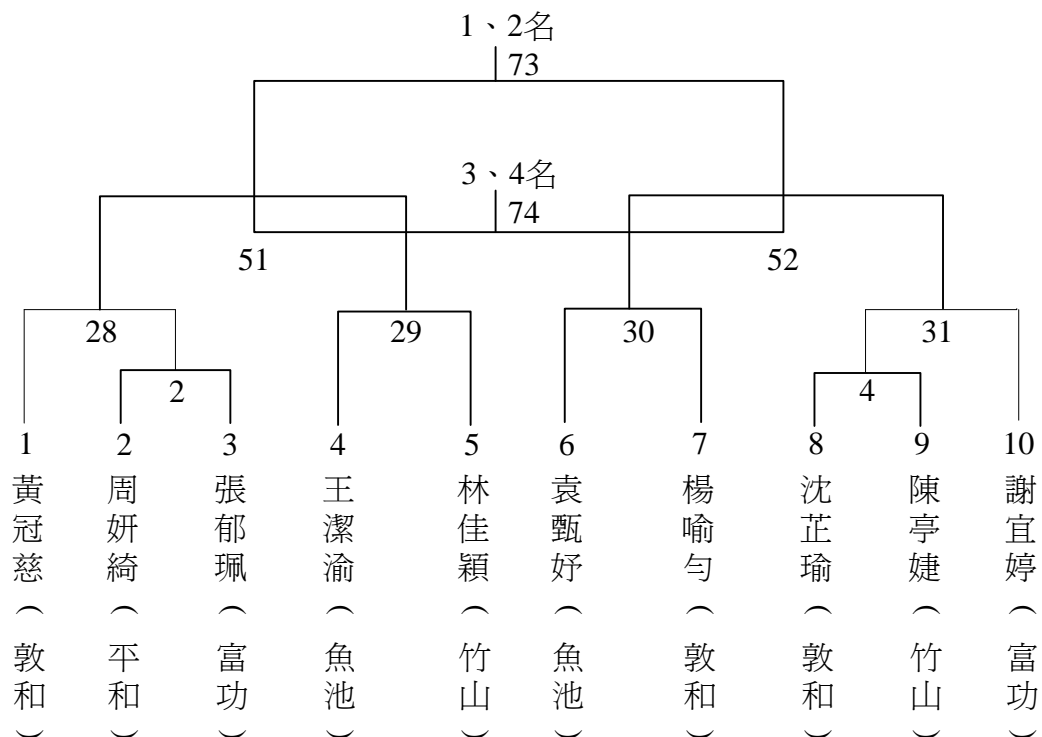 1、2名
73
3、4名
74
51
52
28
29
30
31
2
4
1
2
3
4
5
6
7
8
9
10
黃冠慈（敦和）
周妍綺（平和）
張郁珮（富功）
王潔渝（魚池）
林佳穎（竹山）
袁甄妤（魚池）
楊喻勻（敦和）
沈芷瑜（敦和）
陳亭婕（竹山）
謝宜婷（富功）